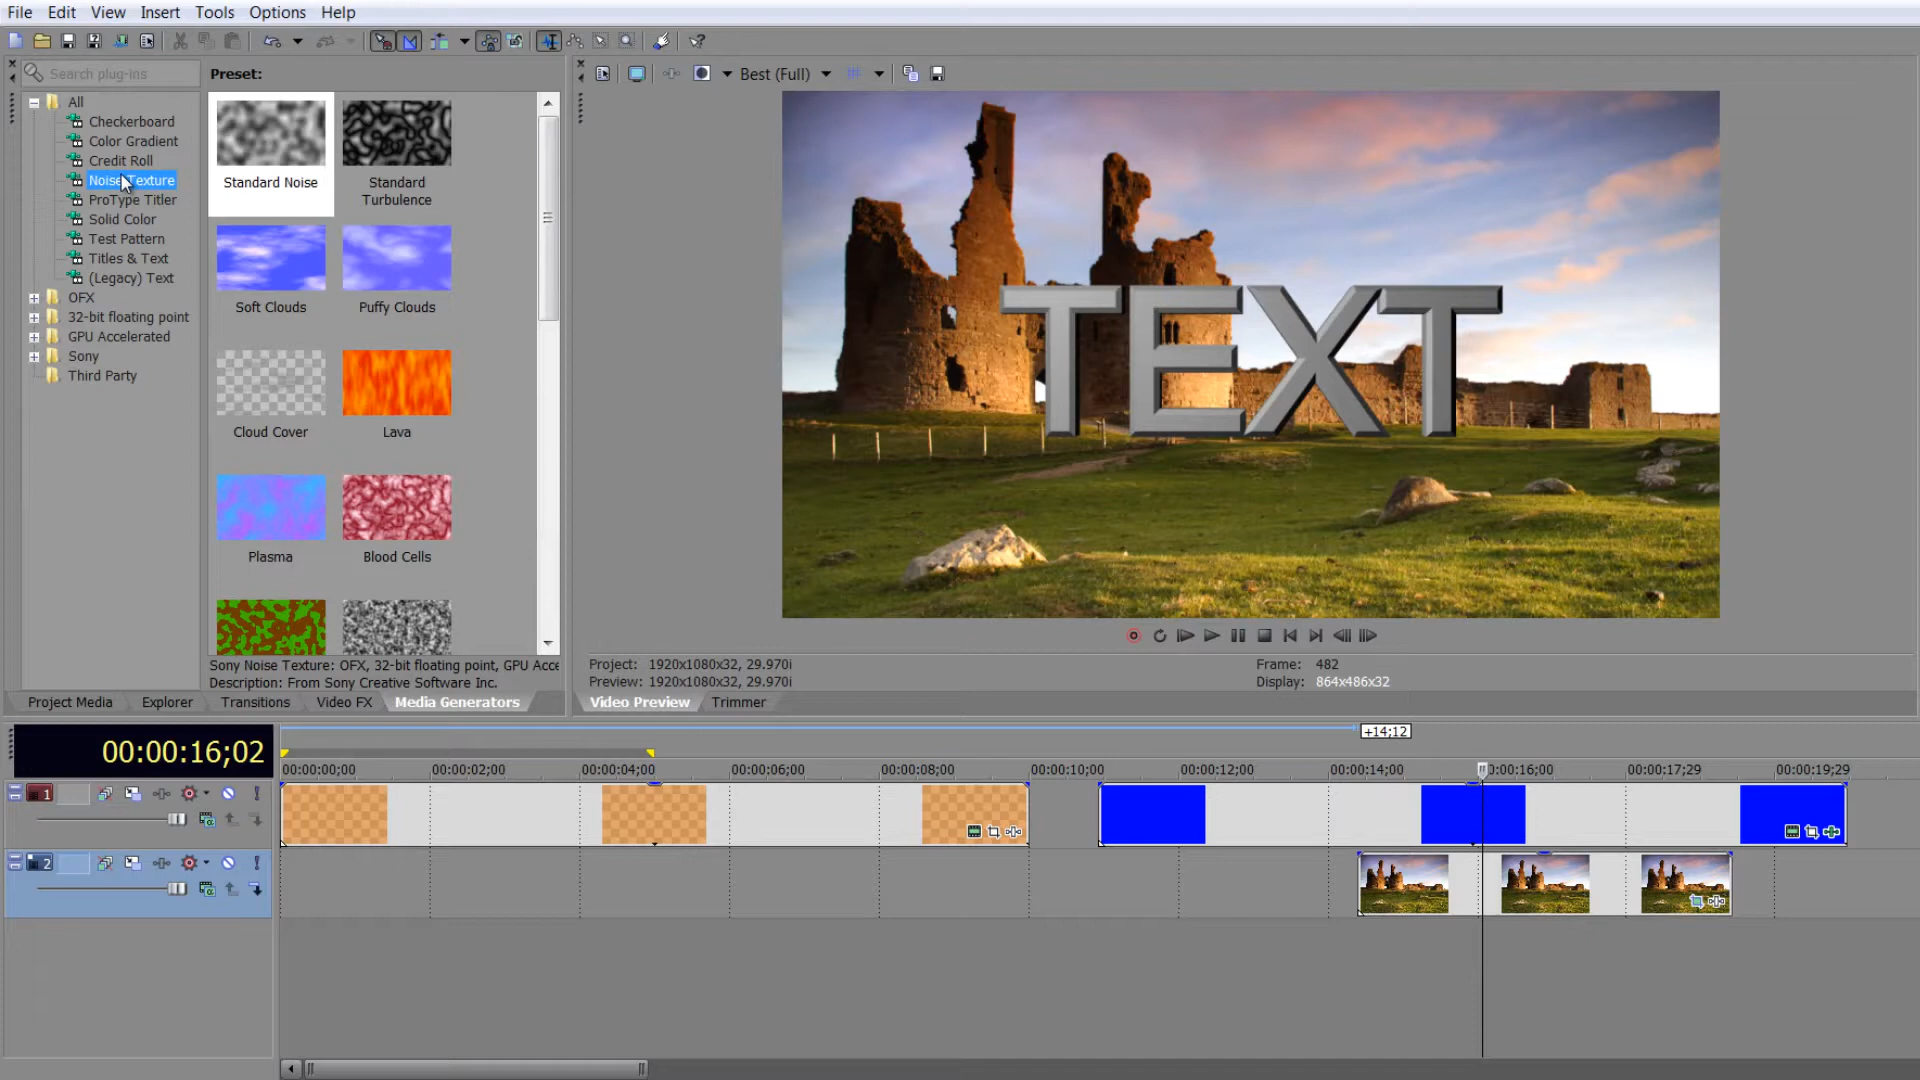 File Edit View Insert Tools Options Help
Search plug-ins
Preset:
Best (Full)
All
Checkerboard
Color Gradient
Credit Roll
Noise Texture
ProType Titler
Solid Color
Test Pattern
Titles & Text
(Legacy) Text
OFX
32-bit floating point
GPU Accelerated
Sony
Third Party
Standard Noise
Standard Turbulence
Soft Clouds
Puffy Clouds
Cloud Cover
Lava
Plasma
Blood Cells
Sony Noise Texture: OFX, 32-bit floating point, GPU Acce
Description: From Sony Creative Software Inc.
TEXT
Project: 1920x1080x32, 29.970i
Preview: 1920x1080x32, 29.970i
Frame: 482
Display: 864x486x32
Project Media Explorer Transitions Video FX Media Generators
Video Preview Trimmer
+14;12
00:00:16;02
00:00:00;00 00:00:02;00 00:00:04;00 00:00:06;00 00:00:08;00 00:00:10;00 00:00:12;00 00:00:14;00 00:00:16;00 00:00:17;29 00:00:19;29
1
2